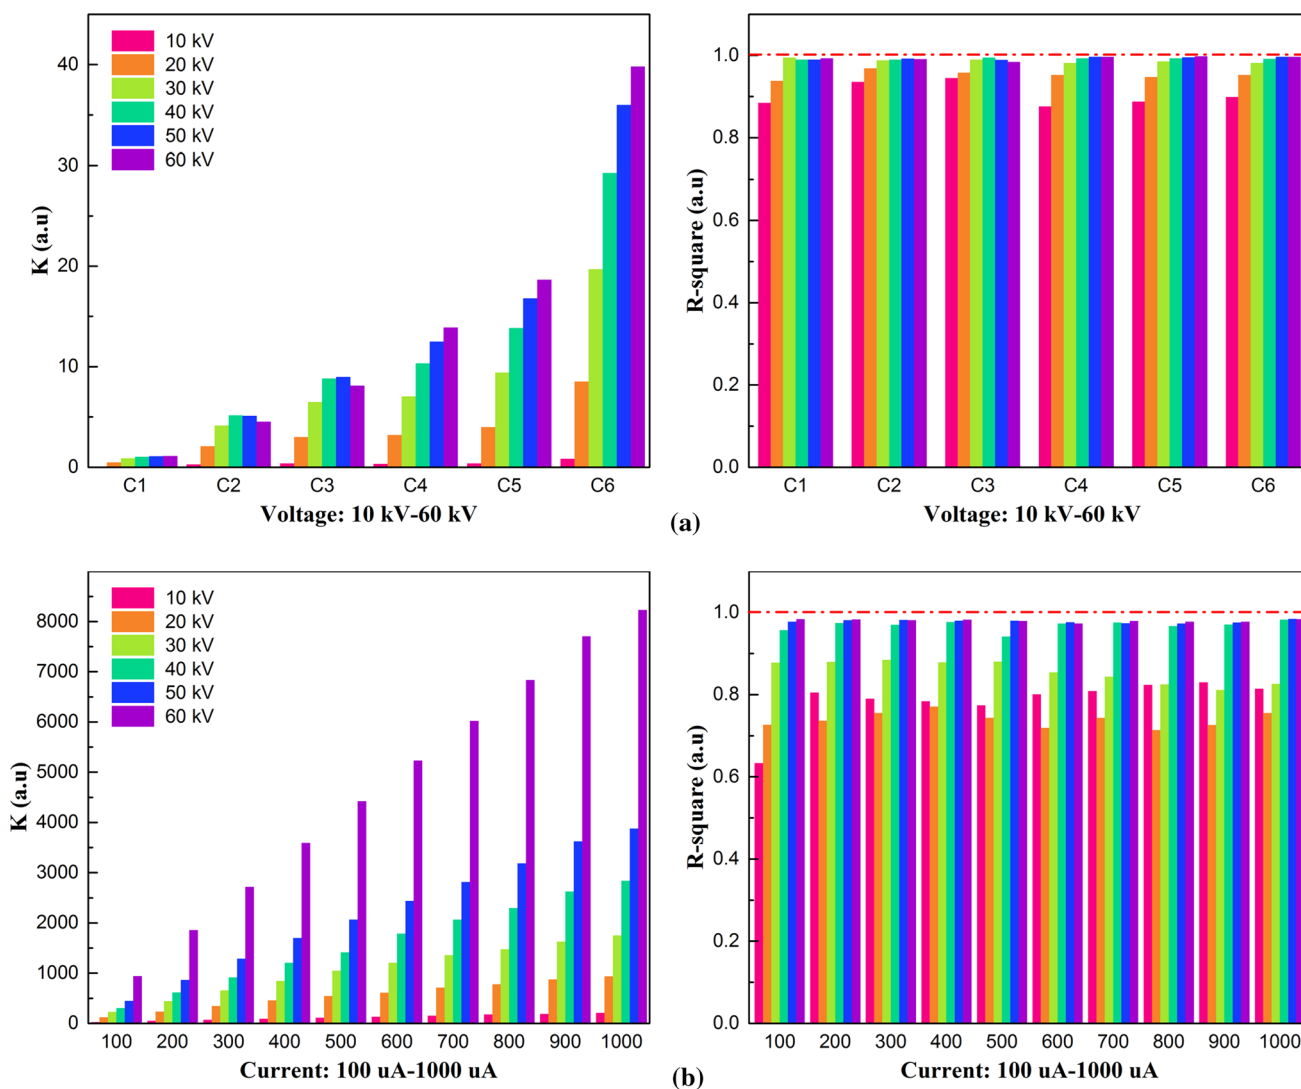 10 kV
20 kV
30 kV
40 kV
50 kV
60 kV
40
30
20
10
0
K (a.u)
C1 C2 C3 C4 C5 C6
Voltage: 10 kV-60 kV
1.0
0.8
0.6
0.4
0.2
0.0
R-square (a.u)
C1 C2 C3 C4 C5 C6
Voltage: 10 kV-60 kV
(a)
10 kV
20 kV
30 kV
40 kV
50 kV
60 kV
8000
7000
6000
5000
4000
3000
2000
1000
0
K (a.u)
100 200 300 400 500 600 700 800 900 1000
Current: 100 uA-1000 uA
1.0
0.8
0.6
0.4
0.2
0.0
R-square (a.u)
100 200 300 400 500 600 700 800 900 1000
Current: 100 uA-1000 uA
(b)